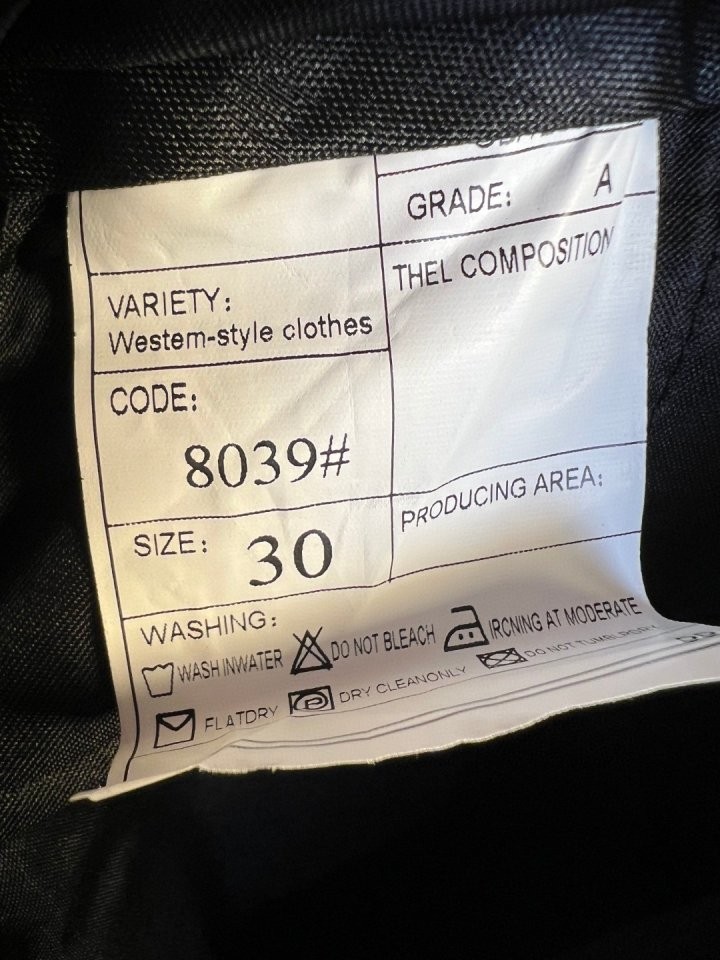 GRADE: A
VARIETY:
Westem-style clothes
THEL COMPOSITION
CODE:
8039#
SIZE: 30
PRODUCING AREA:
WASHING:
WASH INWATER DO NOT BLEACH IRCNING AT MODERATE
FLATDRY DRY CLEANONLY DO NOT TUMBLRDRY